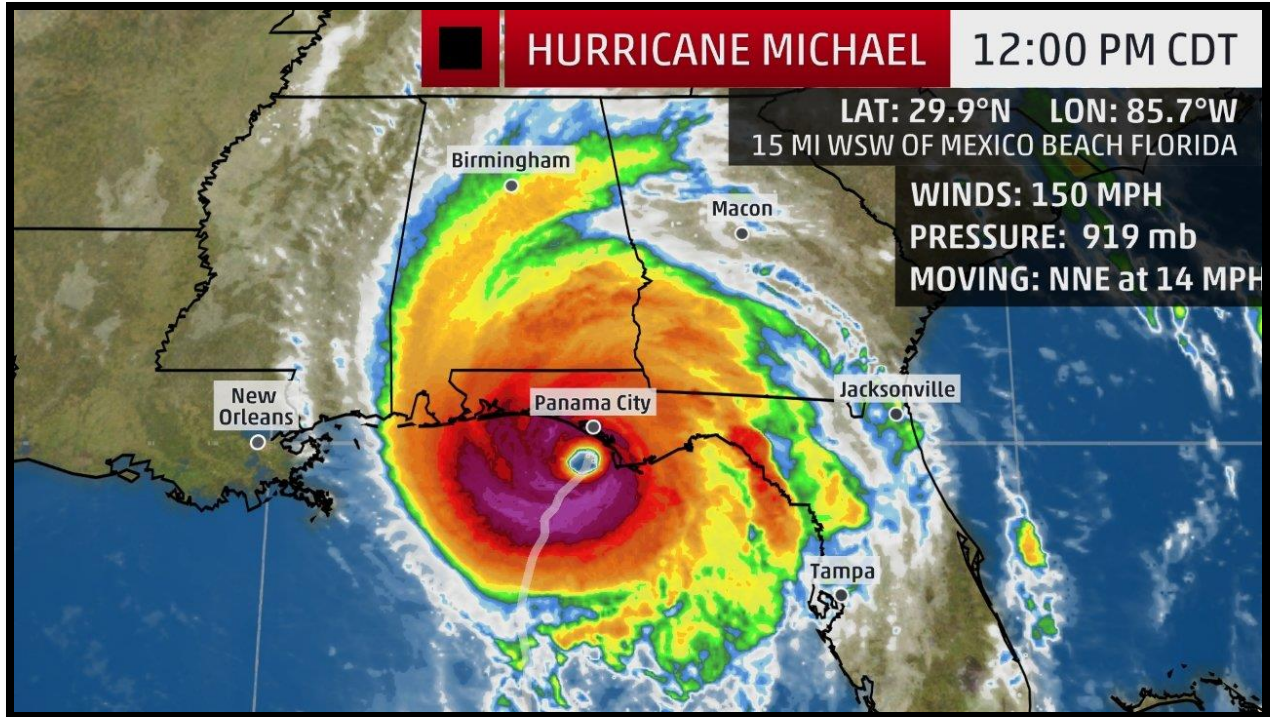 HURRICANE MICHAEL
12:00 PM CDT
LAT: 29.9°N LON: 85.7°W
15 MI WSW OF MEXICO BEACH FLORIDA
WINDS: 150 MPH
PRESSURE: 919 mb
MOVING: NNE at 14 MPH
Birmingham
Macon
New
Orleans
Panama City
Jacksonville
Tampa